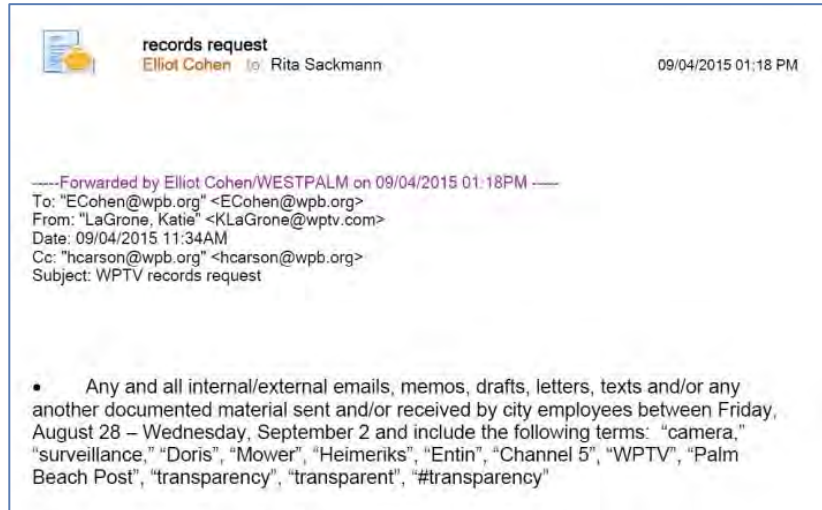 records request
Elliot Cohen to: Rita Sackmann 09/04/2015 01:18 PM
-----Forwarded by Elliot Cohen/WESTPALM on 09/04/2015 01:18PM -----
To: "ECohen@wpb.org" <ECohen@wpb.org>
From: "LaGrone, Katie" <KLaGrone@wptv.com>
Date: 09/04/2015 11:34AM
Cc: "hcarson@wpb.org" <hcarson@wpb.org>
Subject: WPTV records request
• Any and all internal/external emails, memos, drafts, letters, texts and/or any
another documented material sent and/or received by city employees between Friday,
August 28 – Wednesday, September 2 and include the following terms: “camera,”
“surveillance,” “Doris”, “Mower”, “Heimeriks”, “Entin”, “Channel 5”, “WPTV”, “Palm
Beach Post”, “transparency”, “transparent”, “#transparency”